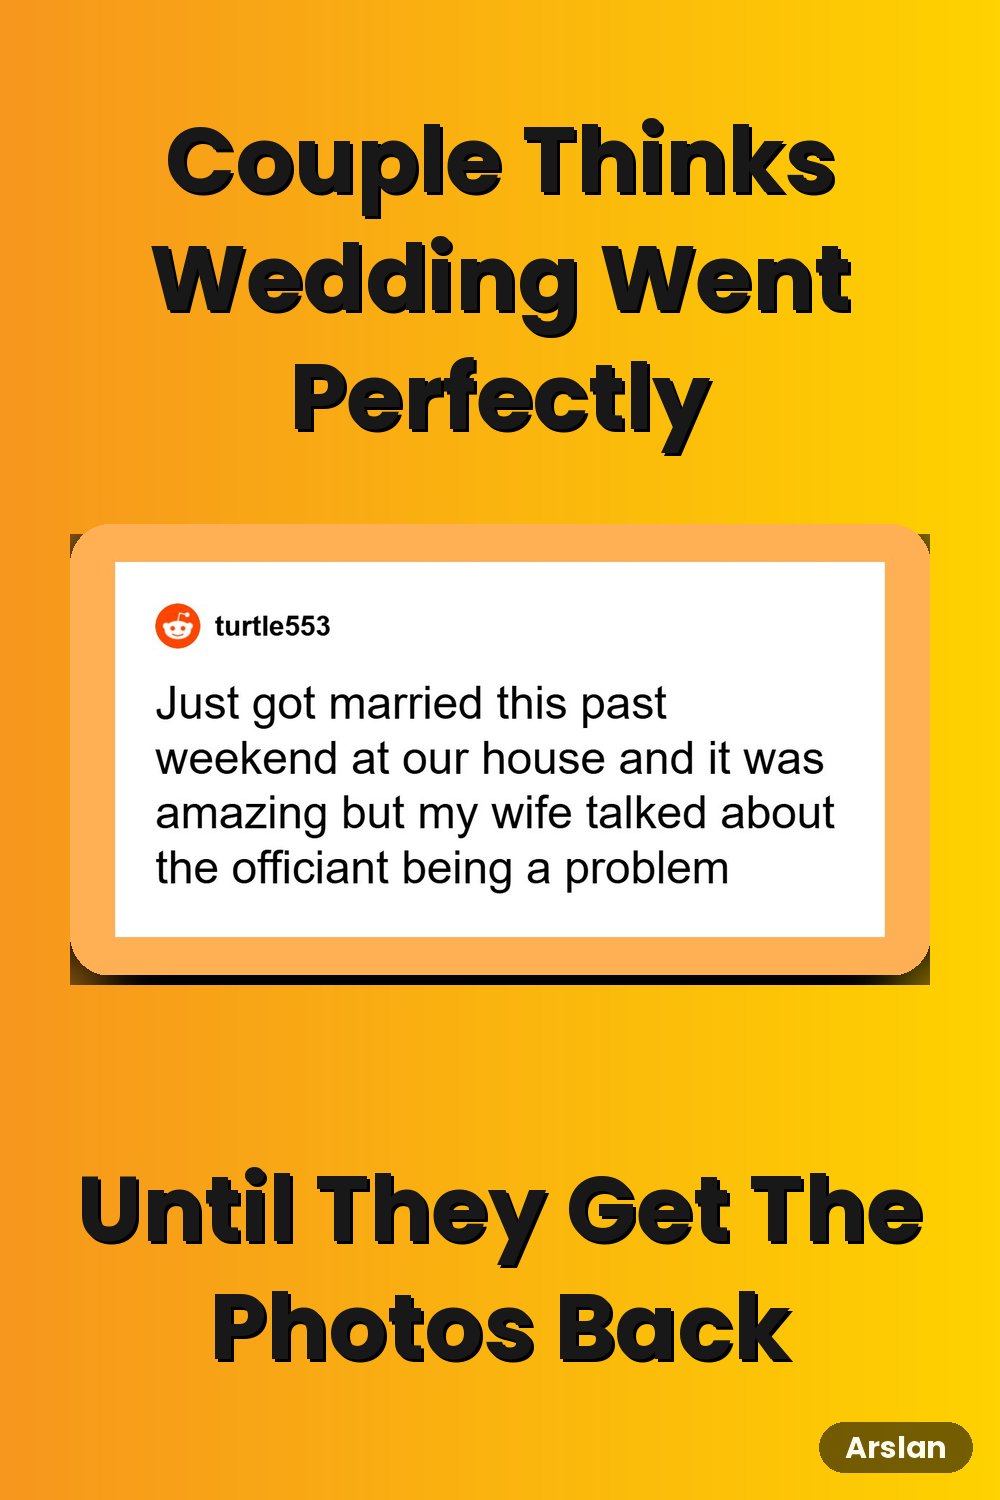 Couple Thinks
Wedding Went
Perfectly
turtle553
Just got married this past
weekend at our house and it was
amazing but my wife talked about
the officiant being a problem
Until They Get The
Photos Back
Arslan